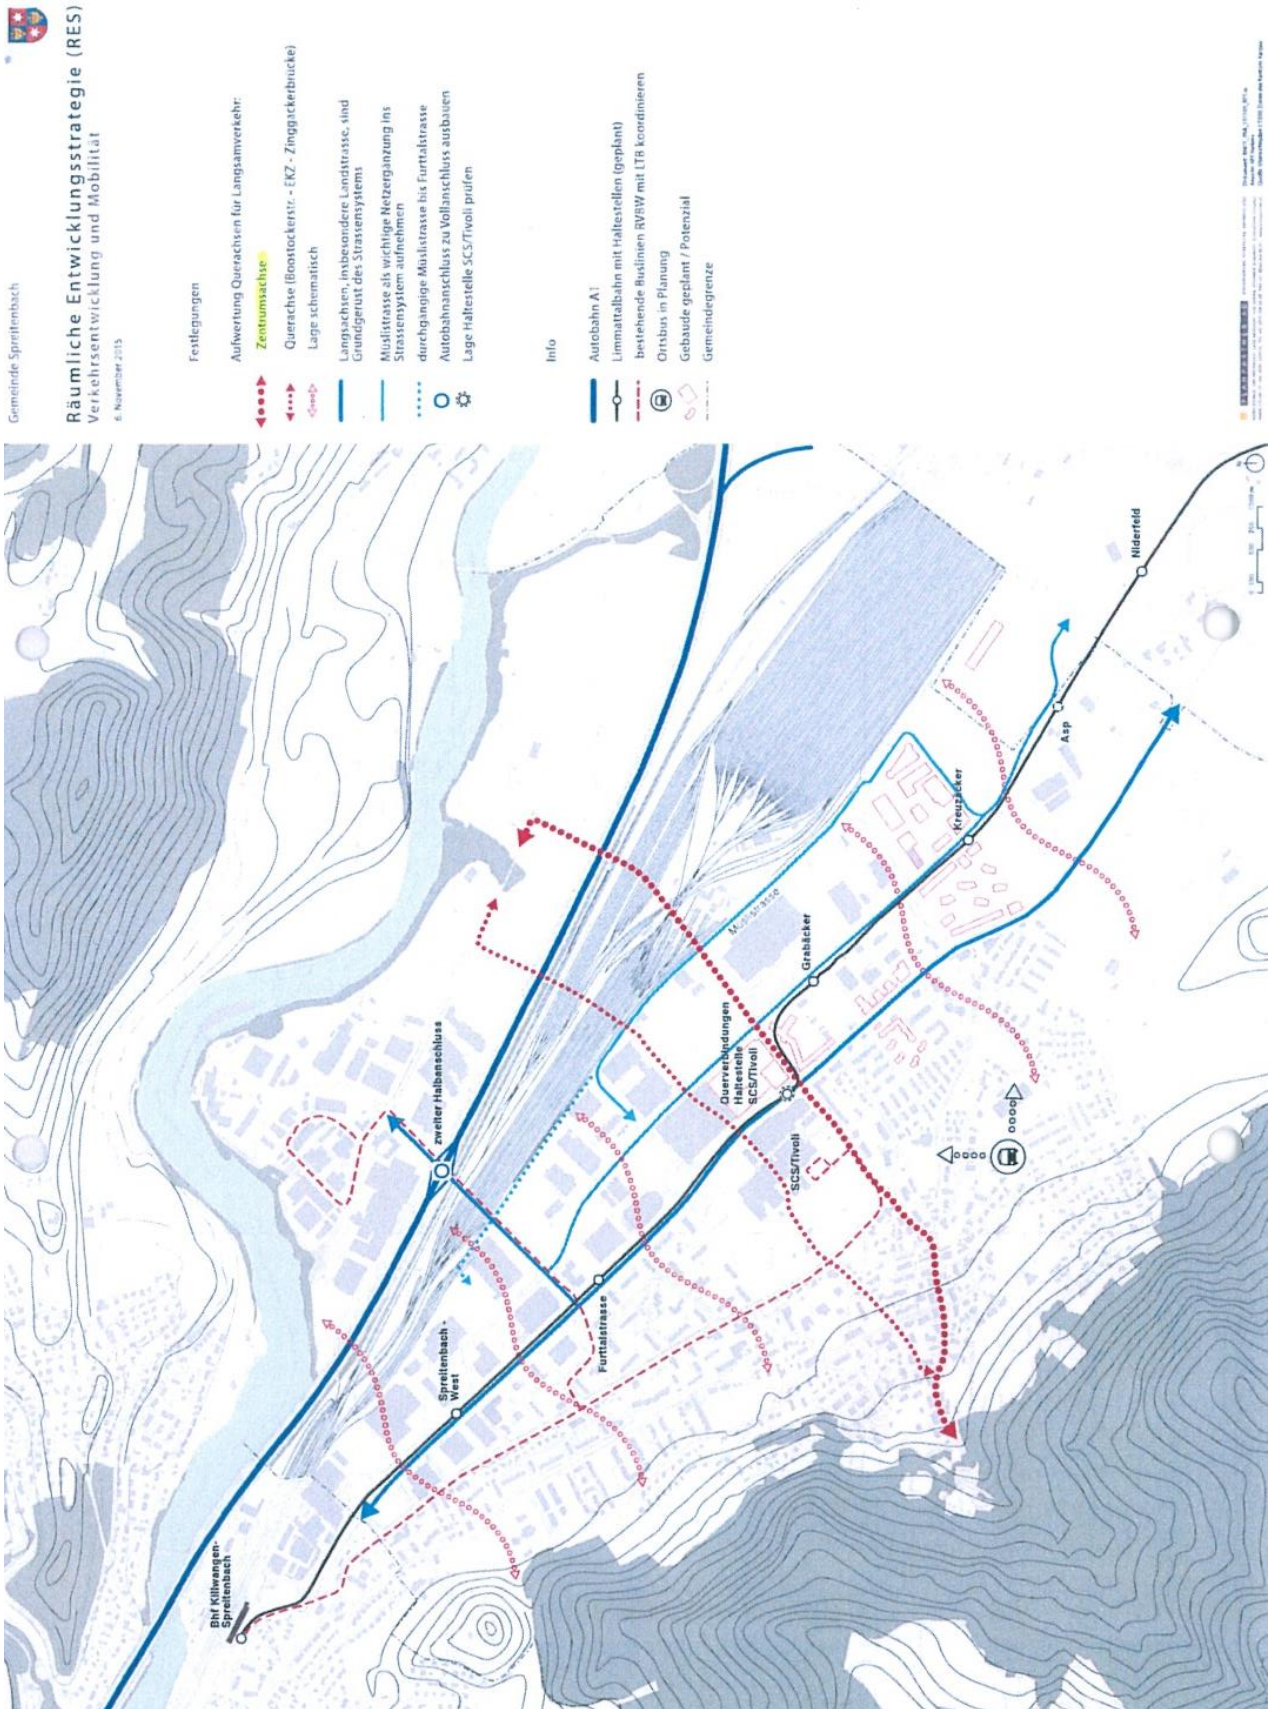 Gemeinde Spreitenbach
Räumliche Entwicklungsstrategie (RES)
Verkehrsentwicklung und Mobilität
6. November 2015
Festlegungen
Aufwertung Querachsen für Langsamverkehr:
Zentrumsachse
Querachse (Boostockerstr. - EKZ - Zinggackerbrücke)
Lage schematisch
Langsachsen, insbesondere Landstrasse, sind
Grundgerüst des Strassensystems
Müslistrasse als wichtige Netzergänzung ins
Strassensystem aufnehmen
durchgängige Müslistrasse bis Furttalstrasse
Autobahnanschluss zu Vollanschluss ausbauen
Lage Haltestelle SCS/Tivoli prüfen
Info
Autobahn A1
Limmattalbahn mit Haltestellen (geplant)
bestehende Buslinien RVBW mit LTB koordinieren
Ortsbus in Planung
Gebäude geplant / Potenzial
Gemeindegrenze
Bhf Killwangen-
Spreitenbach
zweiter Halbanschluss
Spreitenbach -
West
Furttalstrasse
SCS/Tivoli
Querverbindungen
Haltestelle
SCS/Tivoli
Müslistrasse
Grabäcker
Kreuzäcker
Asp
Niderfeld